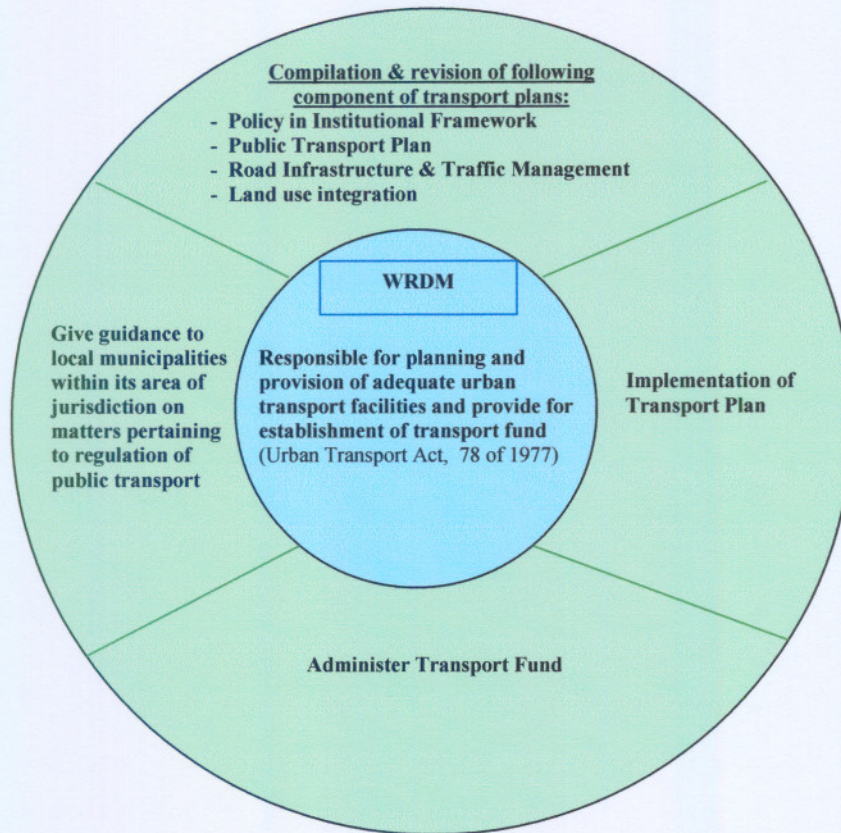 Compilation & revision of following
component of transport plans:
- Policy in Institutional Framework
- Public Transport Plan
- Road Infrastructure & Traffic Management
- Land use integration
WRDM
Responsible for planning and
provision of adequate urban
transport facilities and provide for
establishment of transport fund
(Urban Transport Act, 78 of 1977)
Give guidance to
local municipalities
within its area of
jurisdiction on
matters pertaining
to regulation of
public transport
Implementation of
Transport Plan
Administer Transport Fund